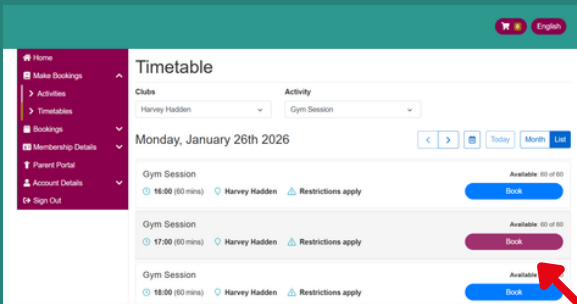 0 English
Home
Make Bookings
Activities
Timetables
Bookings
Membership Details
Parent Portal
Account Details
Sign Out
Timetable
Clubs Activity
Harvey Hadden Gym Session
Monday, January 26th 2026 Today Month List
Gym Session Available: 60 of 60
16:00 (60 mins) Harvey Hadden Restrictions apply Book
Gym Session Available: 60 of 60
17:00 (60 mins) Harvey Hadden Restrictions apply Book
Gym Session
18:00 (60 mins) Harvey Hadden Restrictions apply Book